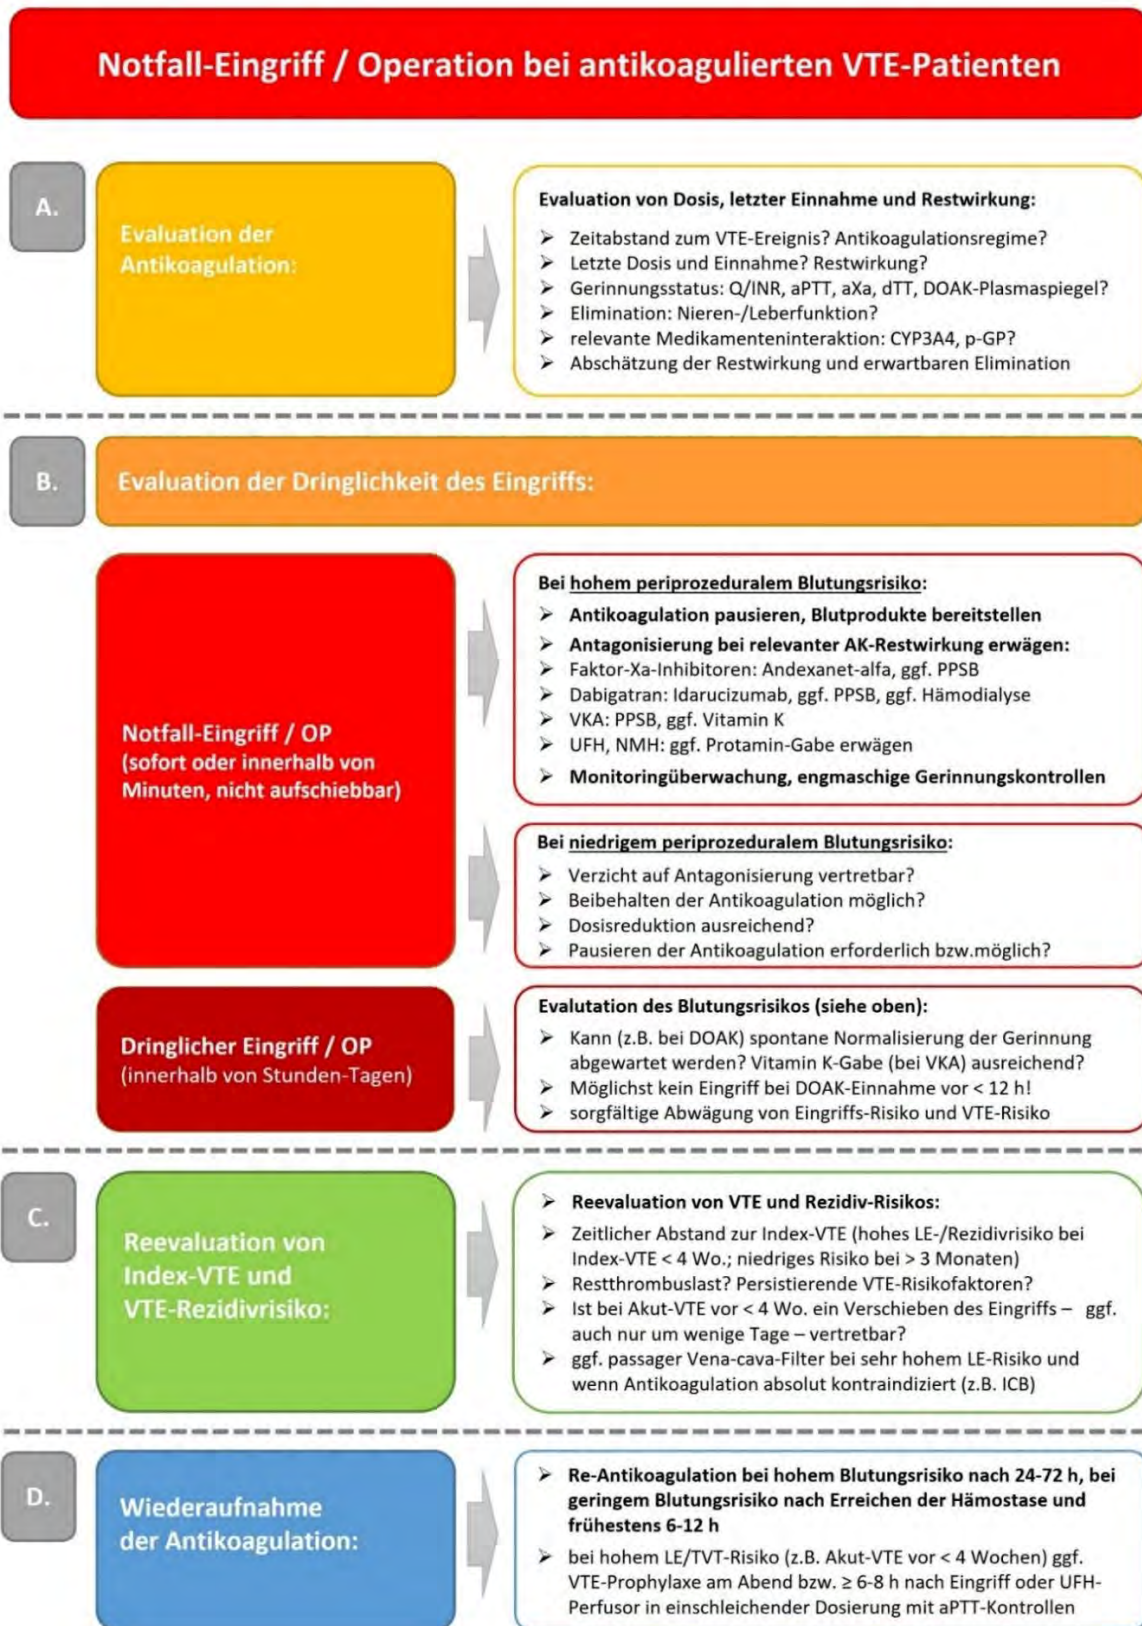 Notfall-Eingriff / Operation bei antikoagulierten VTE-Patienten
A.
Evaluation der
Antikoagulation:
Evaluation von Dosis, letzter Einnahme und Restwirkung:
➢ Zeitabstand zum VTE-Ereignis? Antikoagulationsregime?
➢ Letzte Dosis und Einnahme? Restwirkung?
➢ Gerinnungsstatus: Q/INR, aPTT, aXa, dTT, DOAK-Plasmaspiegel?
➢ Elimination: Nieren-/Leberfunktion?
➢ relevante Medikamenteninteraktion: CYP3A4, p-GP?
➢ Abschätzung der Restwirkung und erwartbaren Elimination
B.
Evaluation der Dringlichkeit des Eingriffs:
Notfall-Eingriff / OP
(sofort oder innerhalb von
Minuten, nicht aufschiebbar)
Bei hohem periprozeduralem Blutungsrisiko:
➢ Antikoagulation pausieren, Blutprodukte bereitstellen
➢ Antagonisierung bei relevanter AK-Restwirkung erwägen:
➢ Faktor-Xa-Inhibitoren: Andexanet-alfa, ggf. PPSB
➢ Dabigatran: Idarucizumab, ggf. PPSB, ggf. Hämodialyse
➢ VKA: PPSB, ggf. Vitamin K
➢ UFH, NMH: ggf. Protamin-Gabe erwägen
➢ Monitoringüberwachung, engmaschige Gerinnungskontrollen
Bei niedrigem periprozeduralem Blutungsrisiko:
➢ Verzicht auf Antagonisierung vertretbar?
➢ Beibehalten der Antikoagulation möglich?
➢ Dosisreduktion ausreichend?
➢ Pausieren der Antikoagulation erforderlich bzw.möglich?
Dringlicher Eingriff / OP
(innerhalb von Stunden-Tagen)
Evalutation des Blutungsrisikos (siehe oben):
➢ Kann (z.B. bei DOAK) spontane Normalisierung der Gerinnung
abgewartet werden? Vitamin K-Gabe (bei VKA) ausreichend?
➢ Möglichst kein Eingriff bei DOAK-Einnahme vor < 12 h!
➢ sorgfältige Abwägung von Eingriffs-Risiko und VTE-Risiko
C.
Reevaluation von
Index-VTE und
VTE-Rezidivrisiko:
➢ Reevaluation von VTE und Rezidiv-Risikos:
➢ Zeitlicher Abstand zur Index-VTE (hohes LE-/Rezidivrisiko bei
Index-VTE < 4 Wo.; niedriges Risiko bei > 3 Monaten)
➢ Restthrombuslast? Persistierende VTE-Risikofaktoren?
➢ Ist bei Akut-VTE vor < 4 Wo. ein Verschieben des Eingriffs – ggf.
auch nur um wenige Tage – vertretbar?
➢ ggf. passager Vena-cava-Filter bei sehr hohem LE-Risiko und
wenn Antikoagulation absolut kontraindiziert (z.B. ICB)
D.
Wiederaufnahme
der Antikoagulation:
➢ Re-Antikoagulation bei hohem Blutungsrisiko nach 24-72 h, bei
geringem Blutungsrisiko nach Erreichen der Hämostase und
frühestens 6-12 h
➢ bei hohem LE/TVT-Risiko (z.B. Akut-VTE vor < 4 Wochen) ggf.
VTE-Prophylaxe am Abend bzw. ≥ 6-8 h nach Eingriff oder UFH-
Perfusor in einschleichender Dosierung mit aPTT-Kontrollen